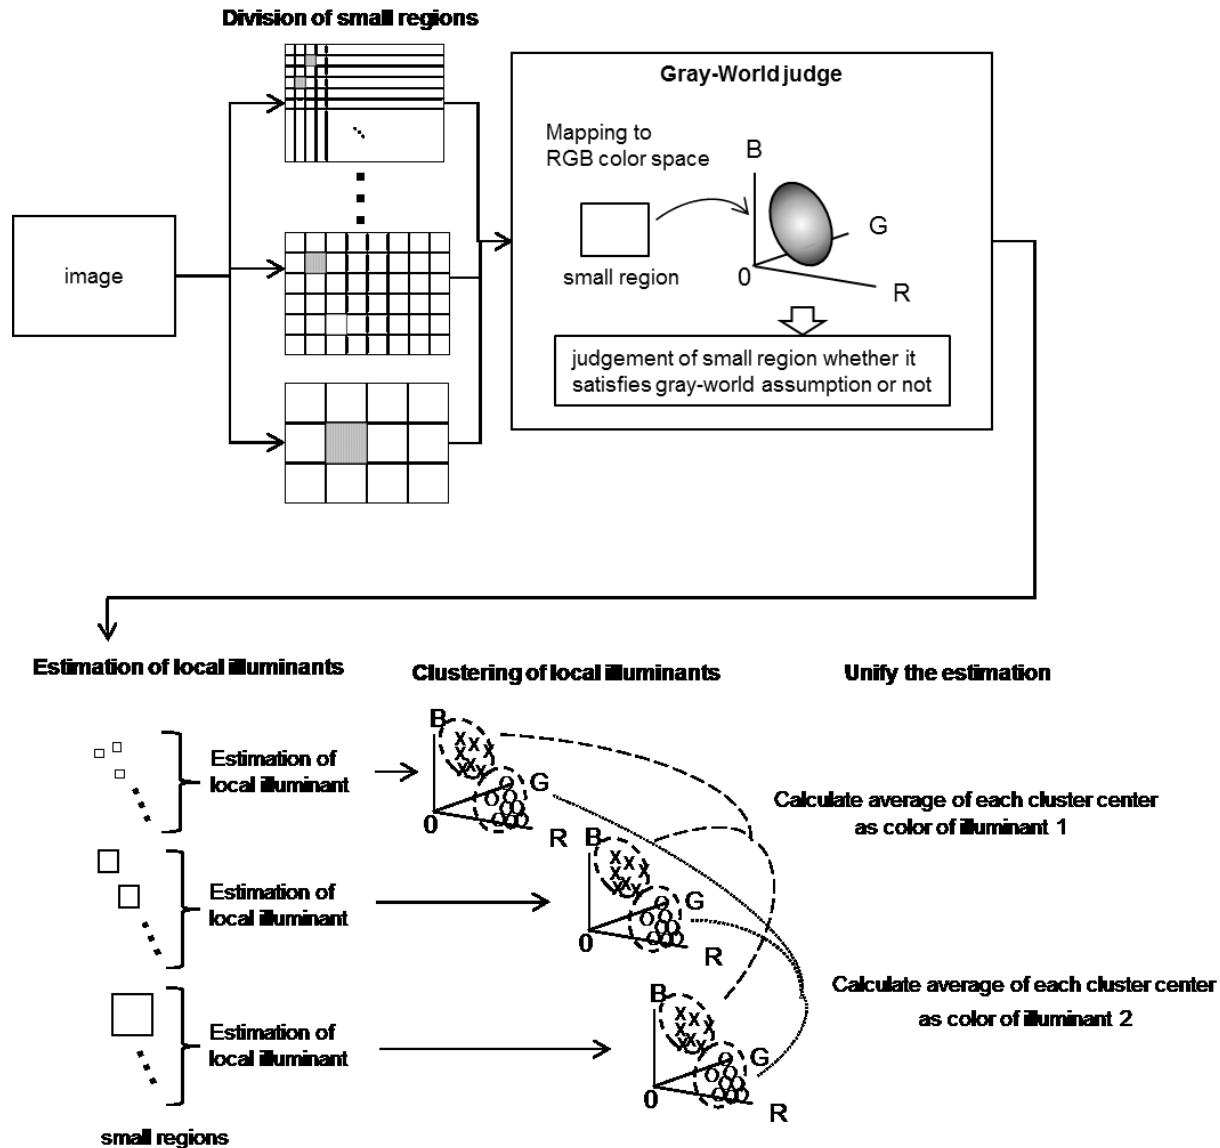 Division of small regions
image
Gray-World judge
Mapping to
RGB color space
B
G
0
R
small region
judgement of small region whether it
satisfies gray-world assumption or not
Estimation of local illuminants
Clustering of local illuminants
Unify the estimation
Estimation of
local illuminant
B
G
0
R
Calculate average of each cluster center
as color of illuminant 1
Estimation of
local illuminant
B
G
0
R
Estimation of
local illuminant
B
G
0
R
Calculate average of each cluster center
as color of illuminant 2
small regions